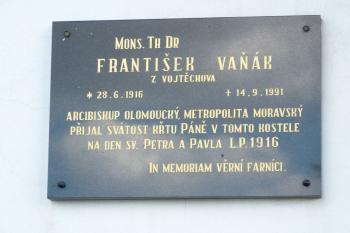 Mons. Th Dr
František Vaňák
z Vojtěchova
* 28.6.1916 + 14.9.1991
Arcibiskup olomoucký, metropolita moravský
přijal svátost křtu Páně v tomto kostele
na den sv. Petra a Pavla L.P. 1916
In memoriam věrní farníci.